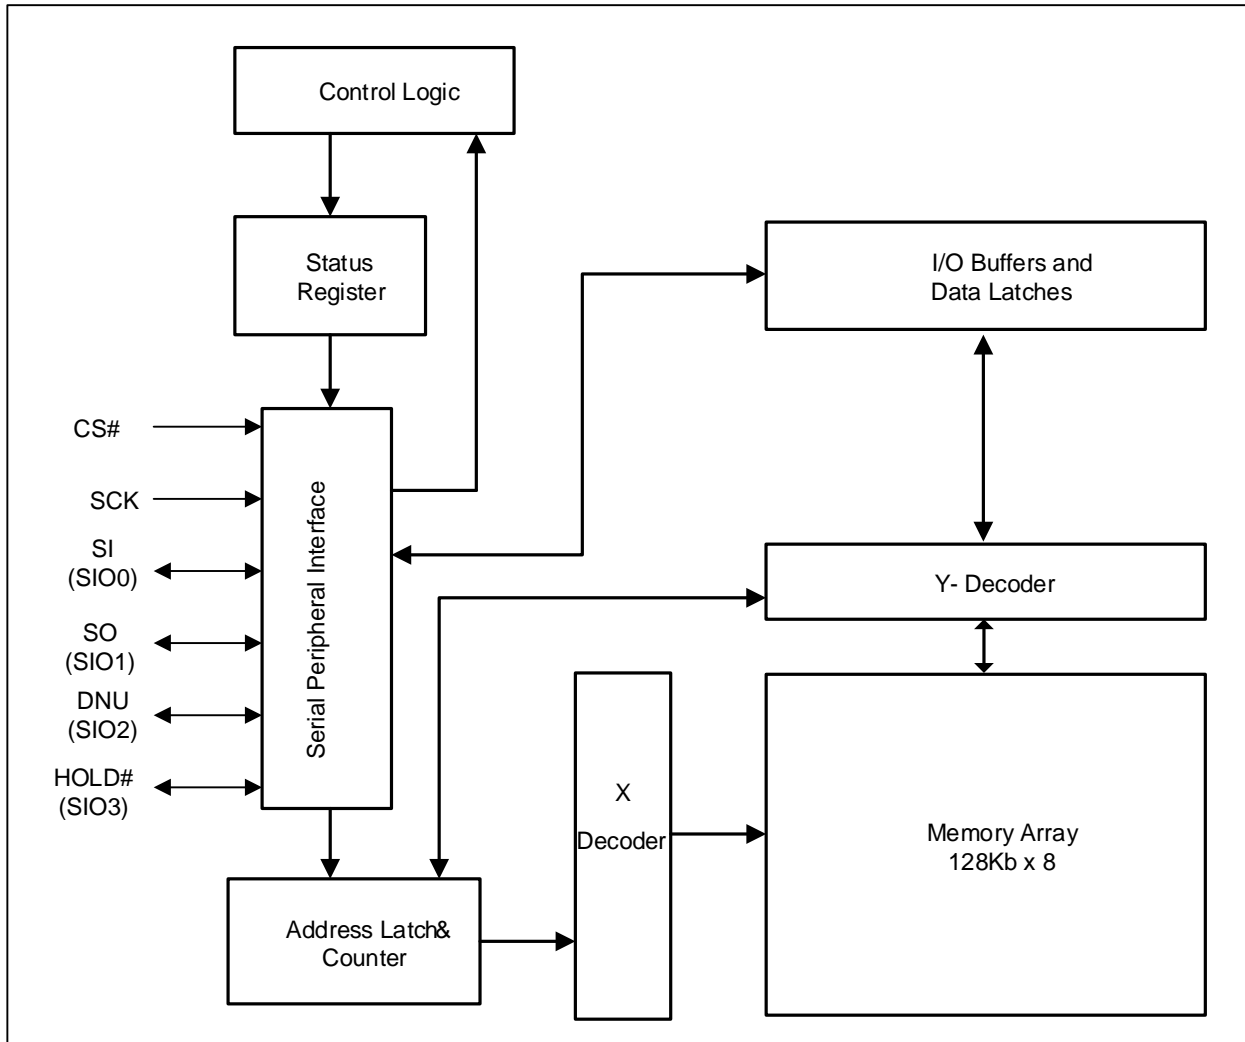 Control Logic
Status
Register
I/O Buffers and
Data Latches
CS#
SCK
SI
(SIO0)
SO
(SIO1)
DNU
(SIO2)
HOLD#
(SIO3)
Serial Peripheral Interface
Y- Decoder
X
Decoder
Memory Array
128Kb x 8
Address Latch&
Counter